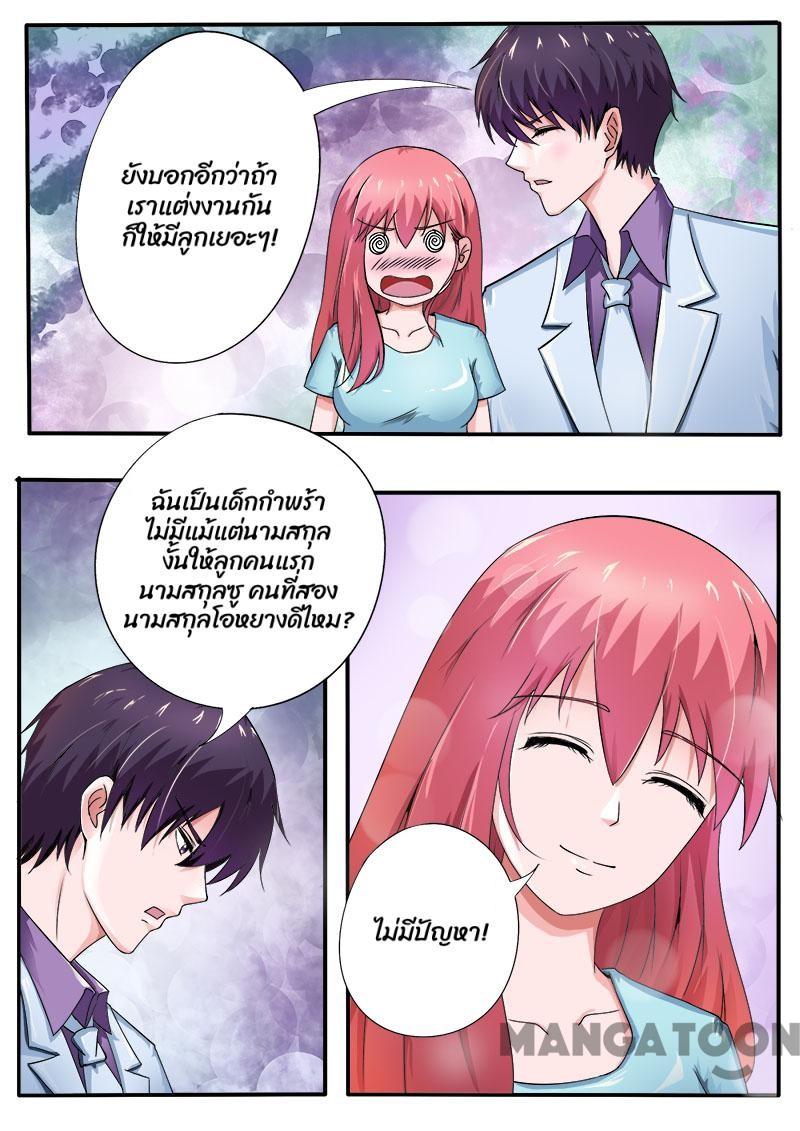 ยังบอกอีกว่าถ้า
เราแต่งงานกัน
ก็ให้มีลูกเยอะๆ!
ฉันเป็นเด็กกำพร้า
ไม่มีแม้แต่นามสกุล
งั้นให้ลูกคนแรก
นามสกุลซู คนที่สอง
นามสกุลโอหยางดีไหม?
ไม่มีปัญหา!
MANGATOON